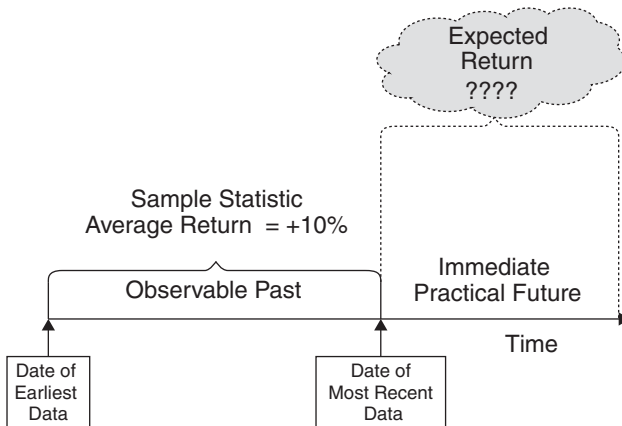 Expected
Return
????
Sample Statistic
Average Return = +10%
Observable Past
Immediate
Practical Future
Time
Date of
Earliest
Data
Date of
Most Recent
Data